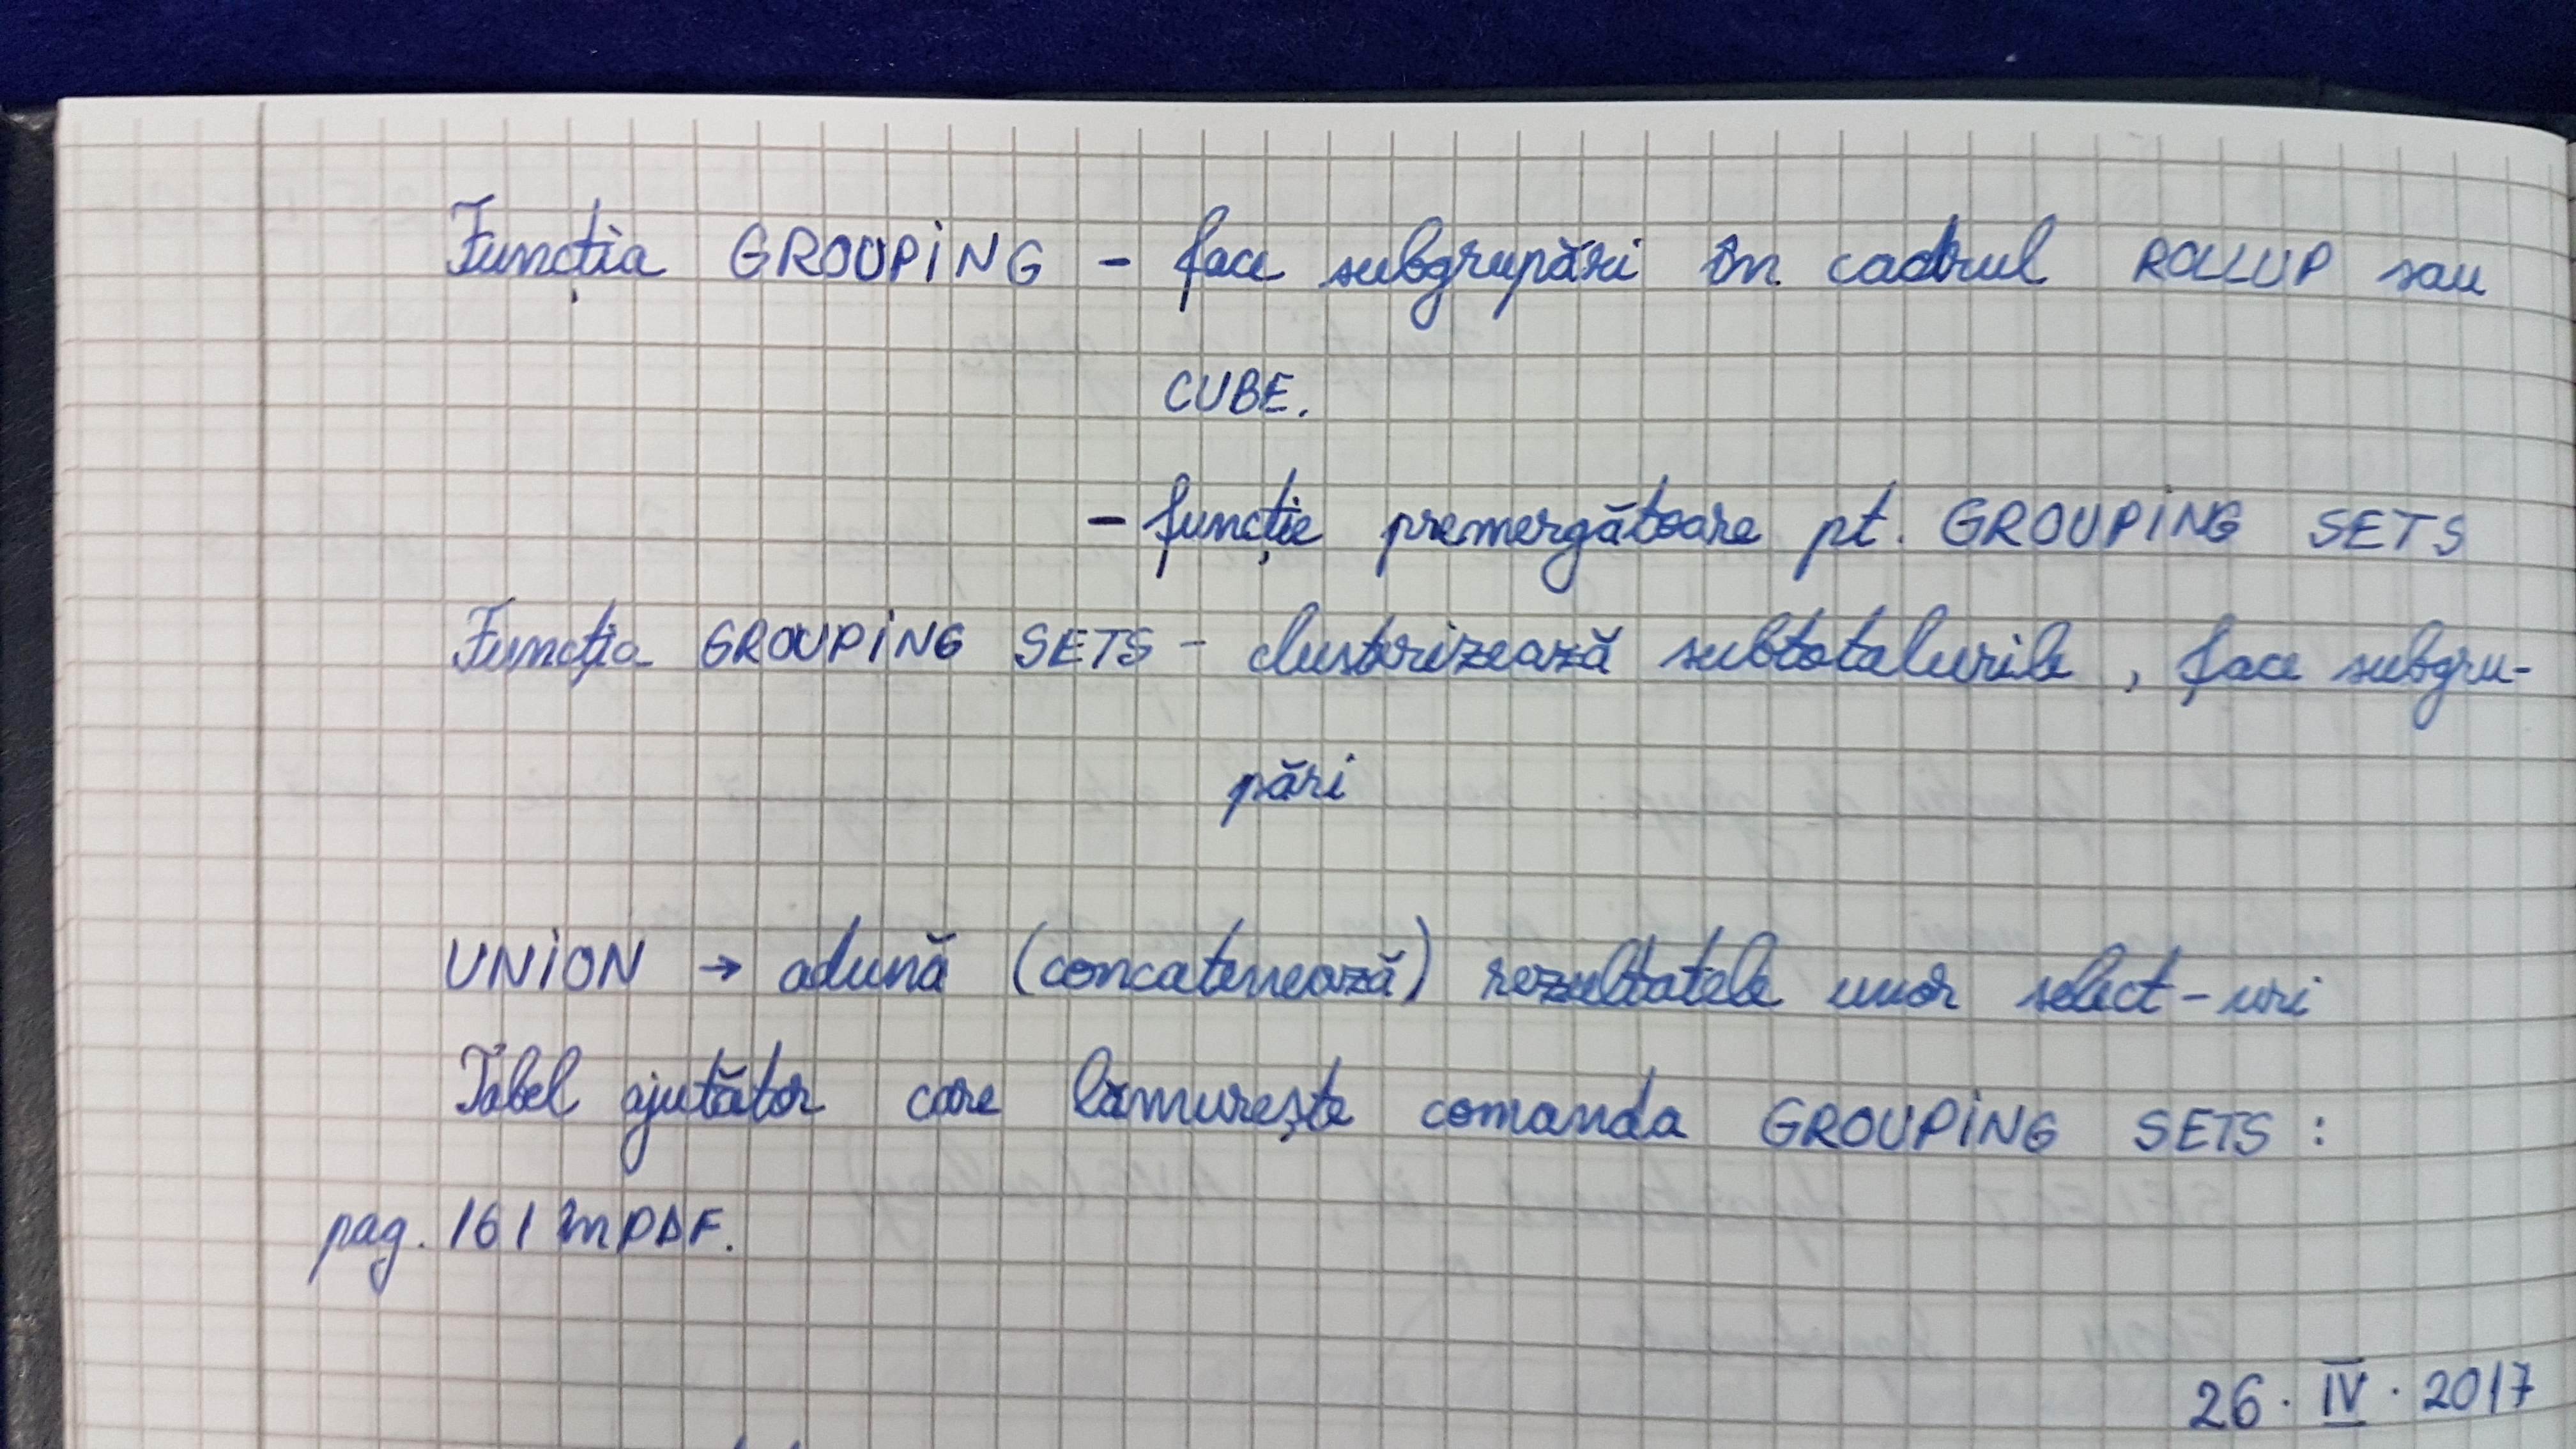 Funcția GROUPING - face subgrupări în cadrul ROLLUP sau
CUBE.
- funcție premergătoare pt. GROUPING SETS
Funcția GROUPING SETS - clusterizează subtotalurile, face subgru-
pări
UNION → adună (concatenează) rezultatele unor select-uri
Tabel ajutător care lămurește comanda GROUPING SETS :
pag. 161 în PDF.
26. IV. 2017